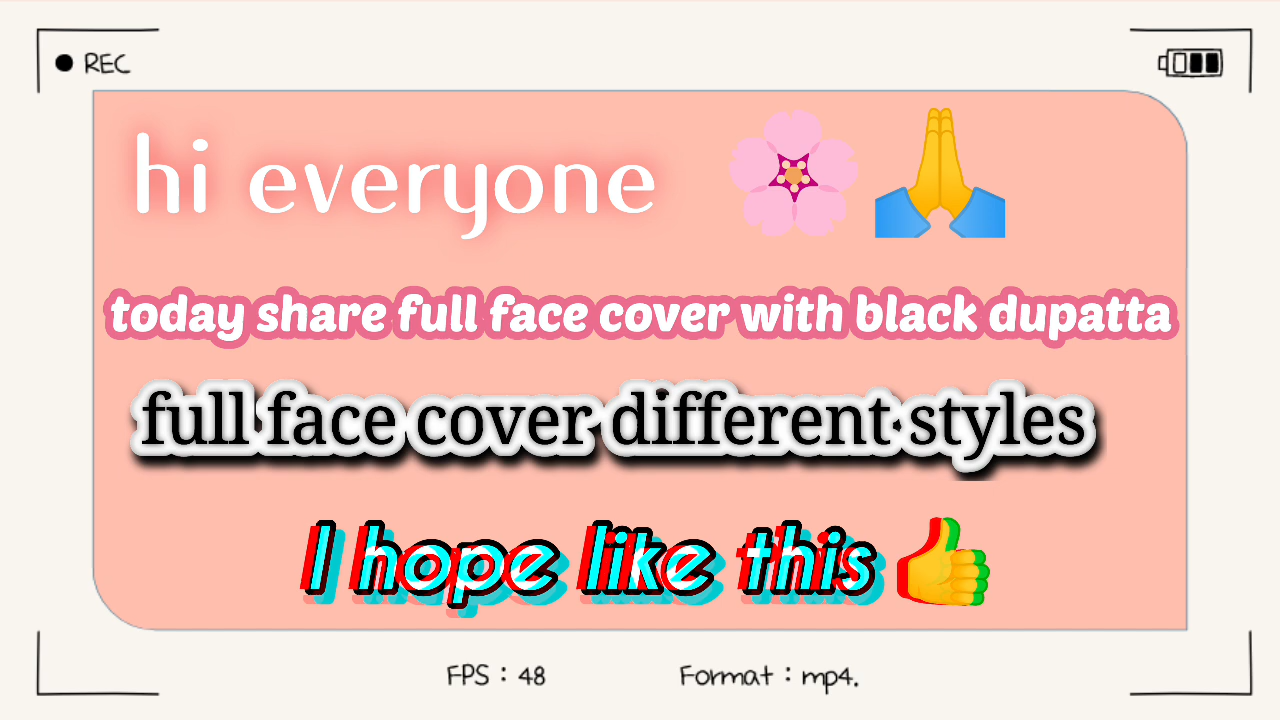 REC
hi everyone 🌸🙏
today share full face cover with black dupatta
full face cover different styles
I hope like this 👍
FPS : 48 Format : mp4.